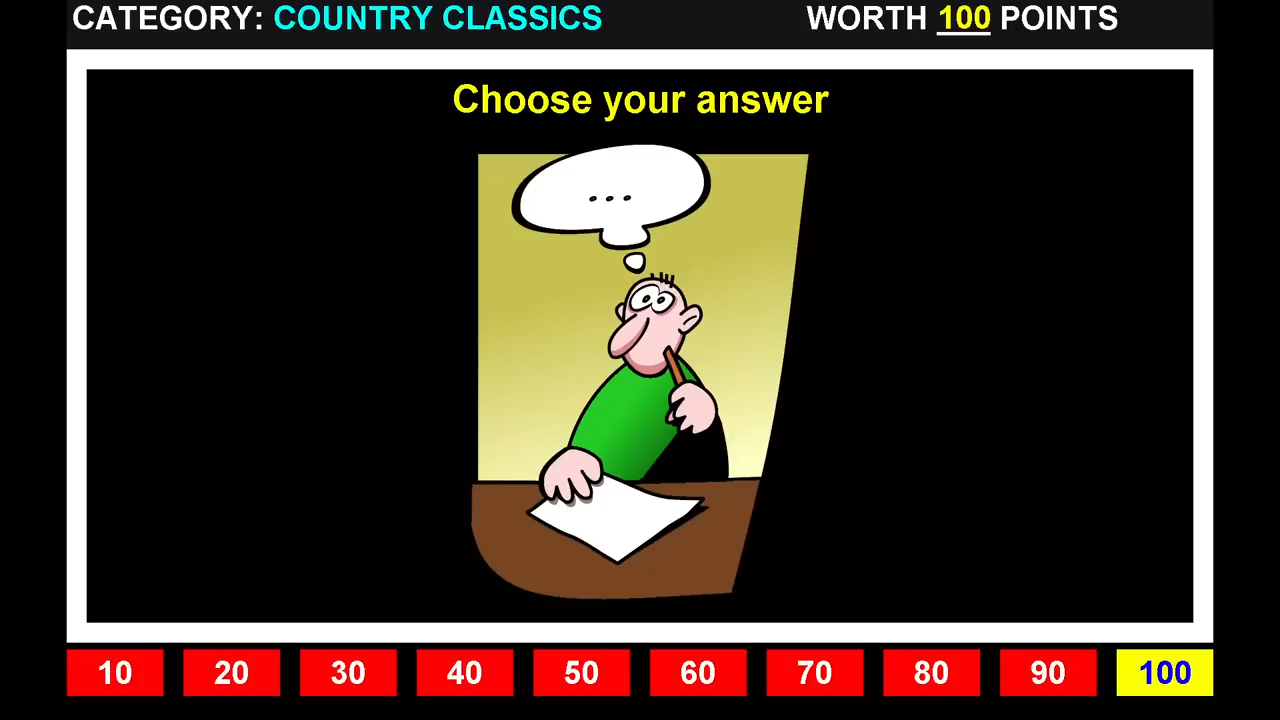 CATEGORY: COUNTRY CLASSICS WORTH 100 POINTS
Choose your answer
...
10 20 30 40 50 60 70 80 90 100